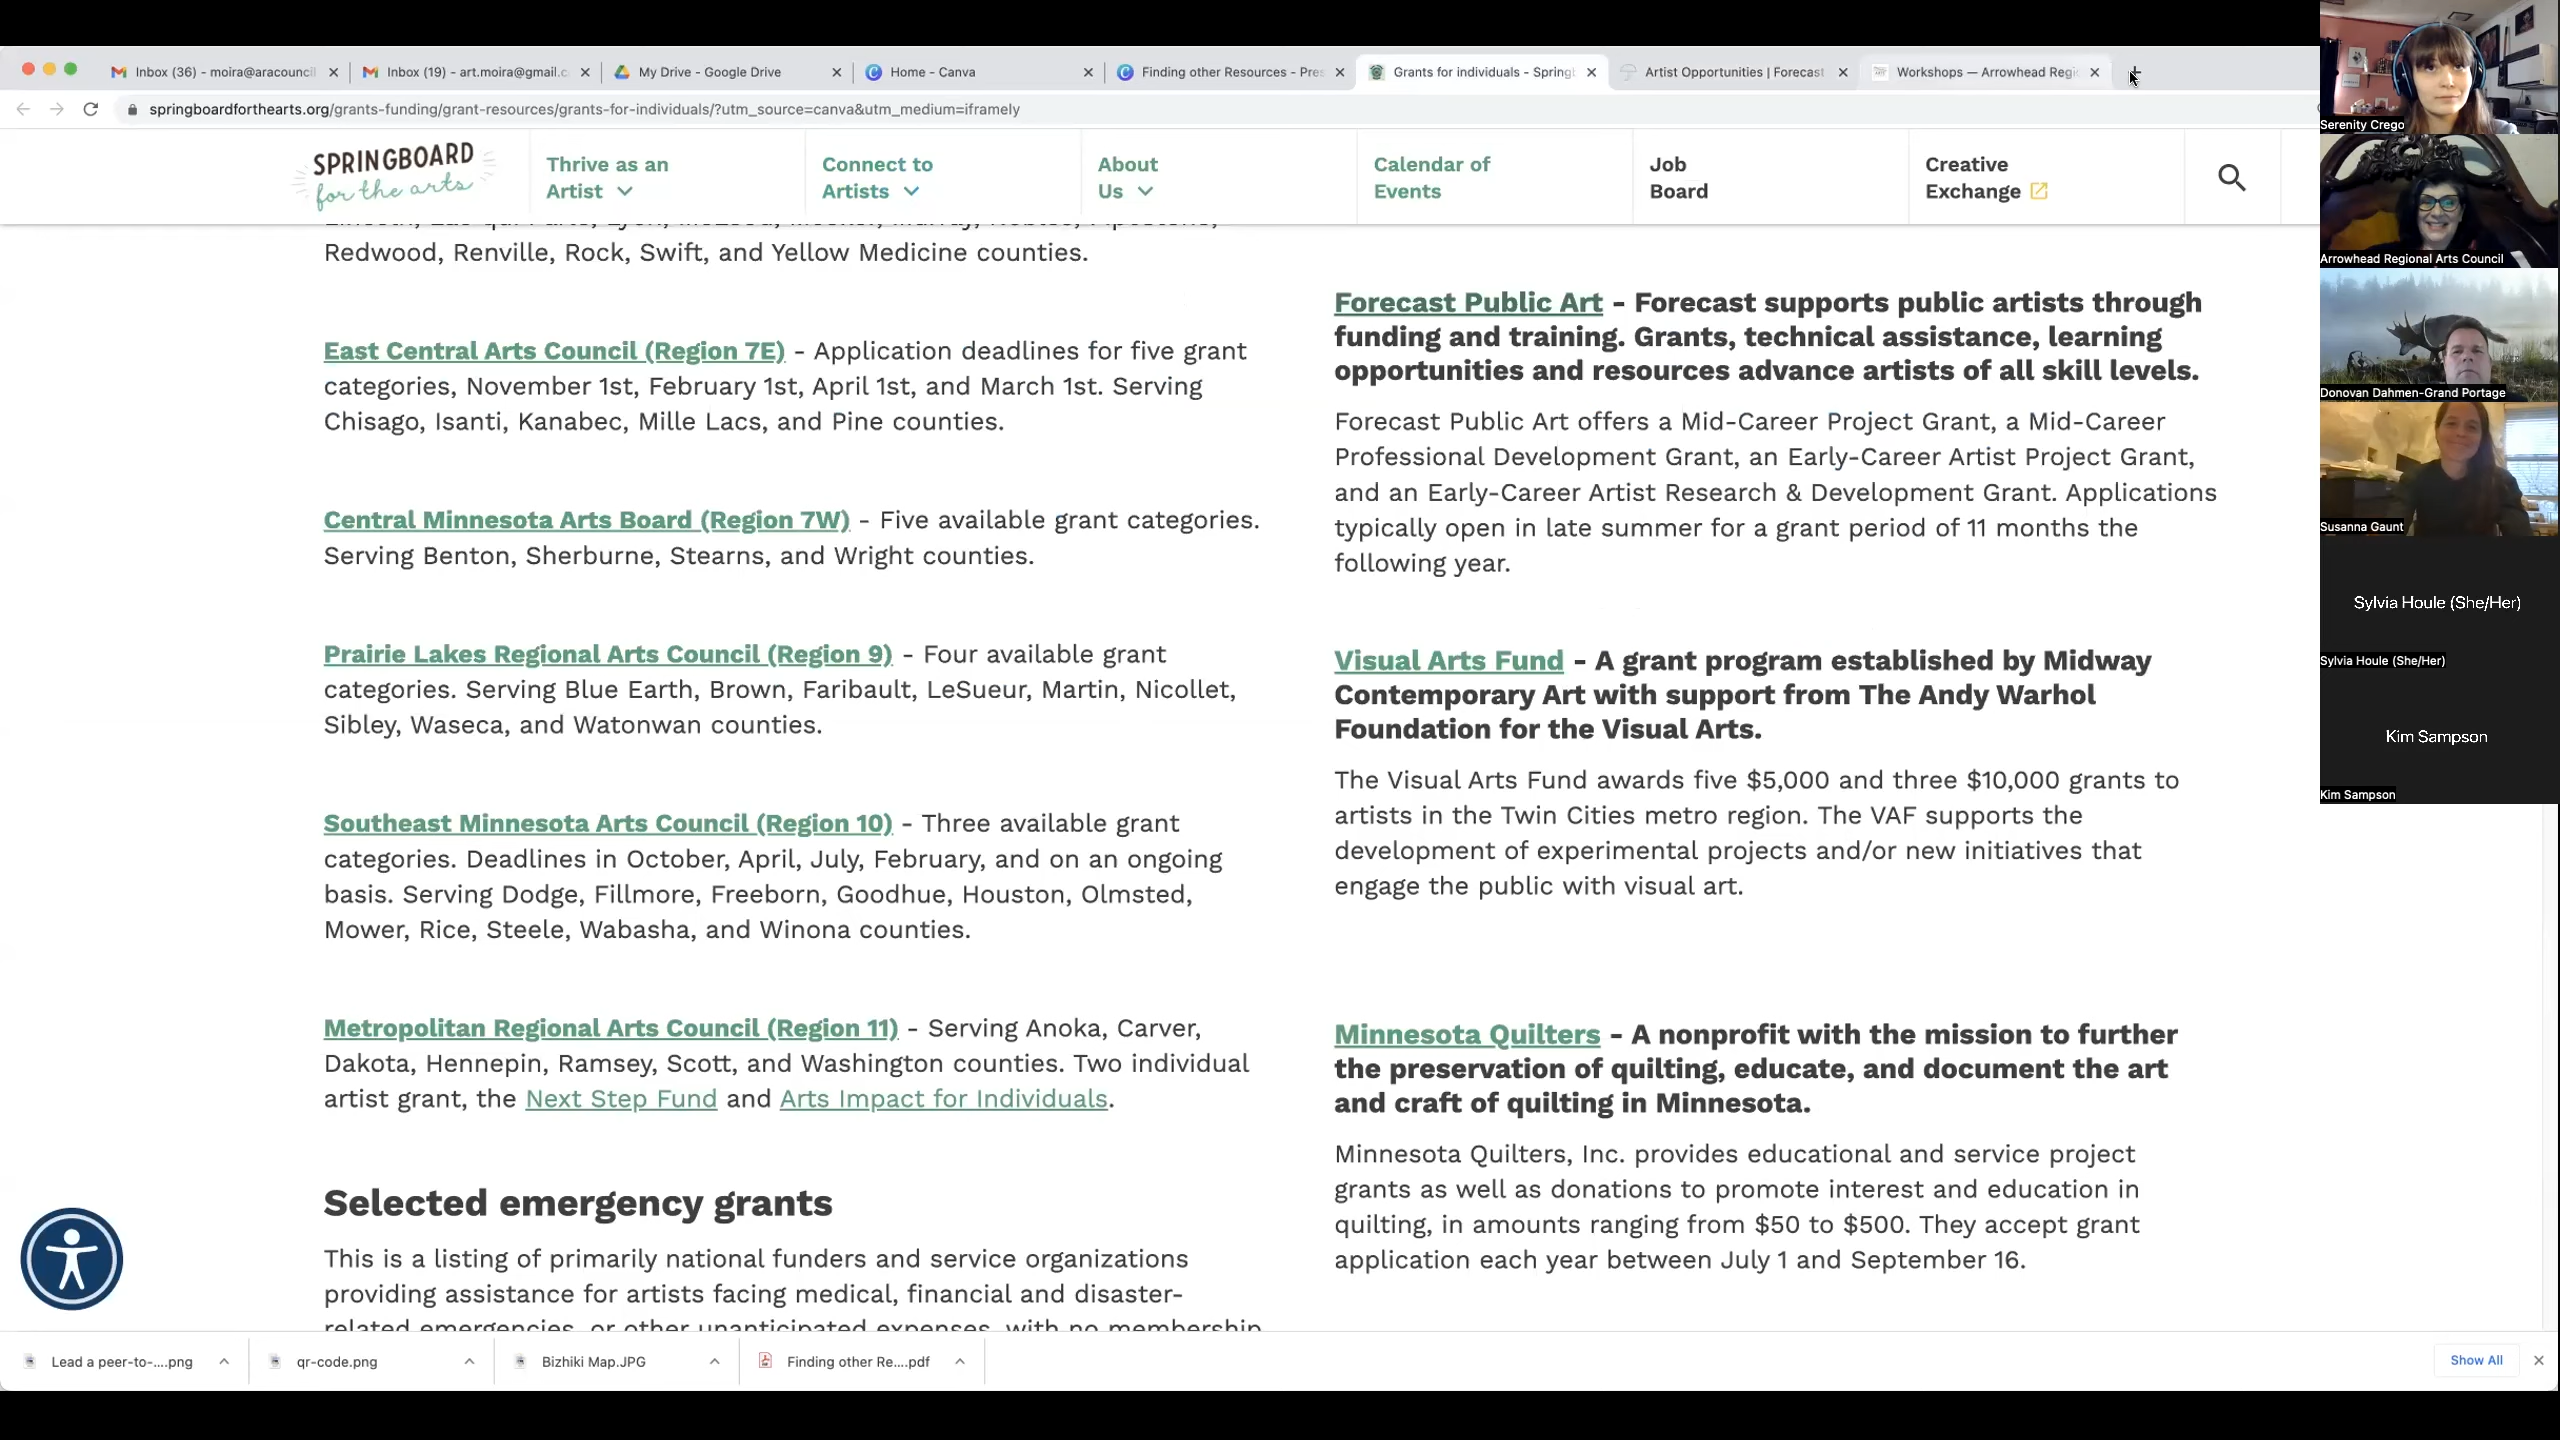 Inbox (36) - moira@aracouncil
Inbox (19) - art.moira@gmail.c
My Drive - Google Drive
Home - Canva
Finding other Resources - Pres
Grants for individuals - Springb
Artist Opportunities | Forecast
Workshops — Arrowhead Regi
springboardforthearts.org/grants-funding/grant-resources/grants-for-individuals/?utm_source=canva&utm_medium=iframely
SPRINGBOARD
for the arts
Thrive as an
Artist
Connect to
Artists
About
Us
Calendar of
Events
Job
Board
Creative
Exchange
Redwood, Renville, Rock, Swift, and Yellow Medicine counties.
East Central Arts Council (Region 7E) - Application deadlines for five grant
categories, November 1st, February 1st, April 1st, and March 1st. Serving
Chisago, Isanti, Kanabec, Mille Lacs, and Pine counties.
Central Minnesota Arts Board (Region 7W) - Five available grant categories.
Serving Benton, Sherburne, Stearns, and Wright counties.
Prairie Lakes Regional Arts Council (Region 9) - Four available grant
categories. Serving Blue Earth, Brown, Faribault, LeSueur, Martin, Nicollet,
Sibley, Waseca, and Watonwan counties.
Southeast Minnesota Arts Council (Region 10) - Three available grant
categories. Deadlines in October, April, July, February, and on an ongoing
basis. Serving Dodge, Fillmore, Freeborn, Goodhue, Houston, Olmsted,
Mower, Rice, Steele, Wabasha, and Winona counties.
Metropolitan Regional Arts Council (Region 11) - Serving Anoka, Carver,
Dakota, Hennepin, Ramsey, Scott, and Washington counties. Two individual
artist grant, the Next Step Fund and Arts Impact for Individuals.
Selected emergency grants
This is a listing of primarily national funders and service organizations
providing assistance for artists facing medical, financial and disaster-
related emergencies, or other unanticipated expenses, with no membership
Forecast Public Art - Forecast supports public artists through
funding and training. Grants, technical assistance, learning
opportunities and resources advance artists of all skill levels.
Forecast Public Art offers a Mid-Career Project Grant, a Mid-Career
Professional Development Grant, an Early-Career Artist Project Grant,
and an Early-Career Artist Research & Development Grant. Applications
typically open in late summer for a grant period of 11 months the
following year.
Visual Arts Fund - A grant program established by Midway
Contemporary Art with support from The Andy Warhol
Foundation for the Visual Arts.
The Visual Arts Fund awards five $5,000 and three $10,000 grants to
artists in the Twin Cities metro region. The VAF supports the
development of experimental projects and/or new initiatives that
engage the public with visual art.
Minnesota Quilters - A nonprofit with the mission to further
the preservation of quilting, educate, and document the art
and craft of quilting in Minnesota.
Minnesota Quilters, Inc. provides educational and service project
grants as well as donations to promote interest and education in
quilting, in amounts ranging from $50 to $500. They accept grant
application each year between July 1 and September 16.
Serenity Crego
Arrowhead Regional Arts Council
Donovan Dahmen-Grand Portage
Susanna Gaunt
Sylvia Houle (She/Her)
Sylvia Houle (She/Her)
Kim Sampson
Kim Sampson
Lead a peer-to-....png
qr-code.png
Bizhiki Map.JPG
Finding other Re....pdf
Show All